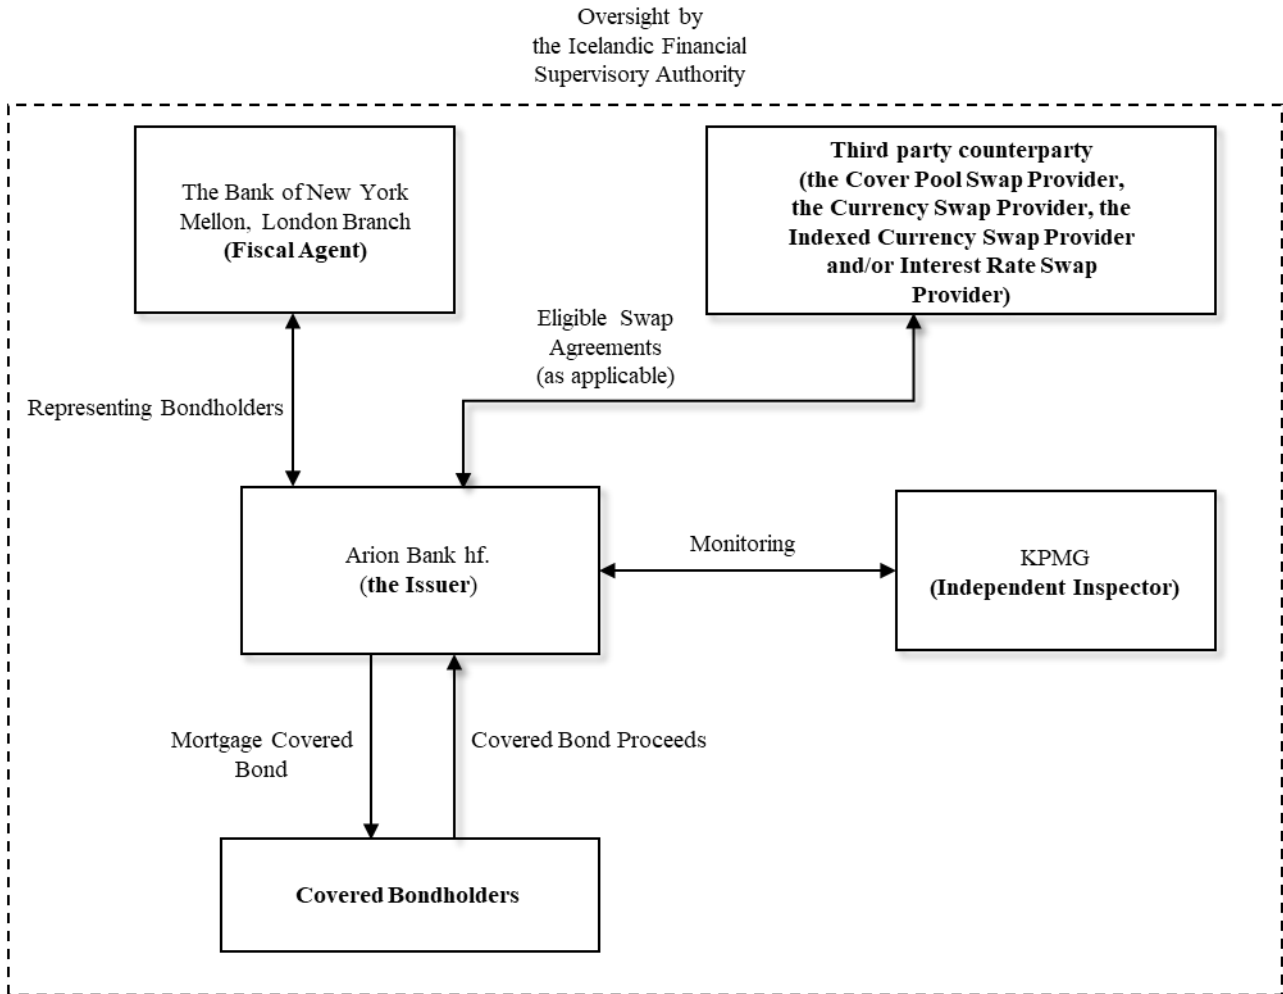 Oversight by
the Icelandic Financial
Supervisory Authority
The Bank of New York
Mellon, London Branch
(Fiscal Agent)
Third party counterparty
(the Cover Pool Swap Provider,
the Currency Swap Provider, the
Indexed Currency Swap Provider
and/or Interest Rate Swap
Provider)
Eligible Swap
Agreements
(as applicable)
Representing Bondholders
Arion Bank hf.
(the Issuer)
Monitoring
KPMG
(Independent Inspector)
Mortgage Covered
Bond
Covered Bond Proceeds
Covered Bondholders